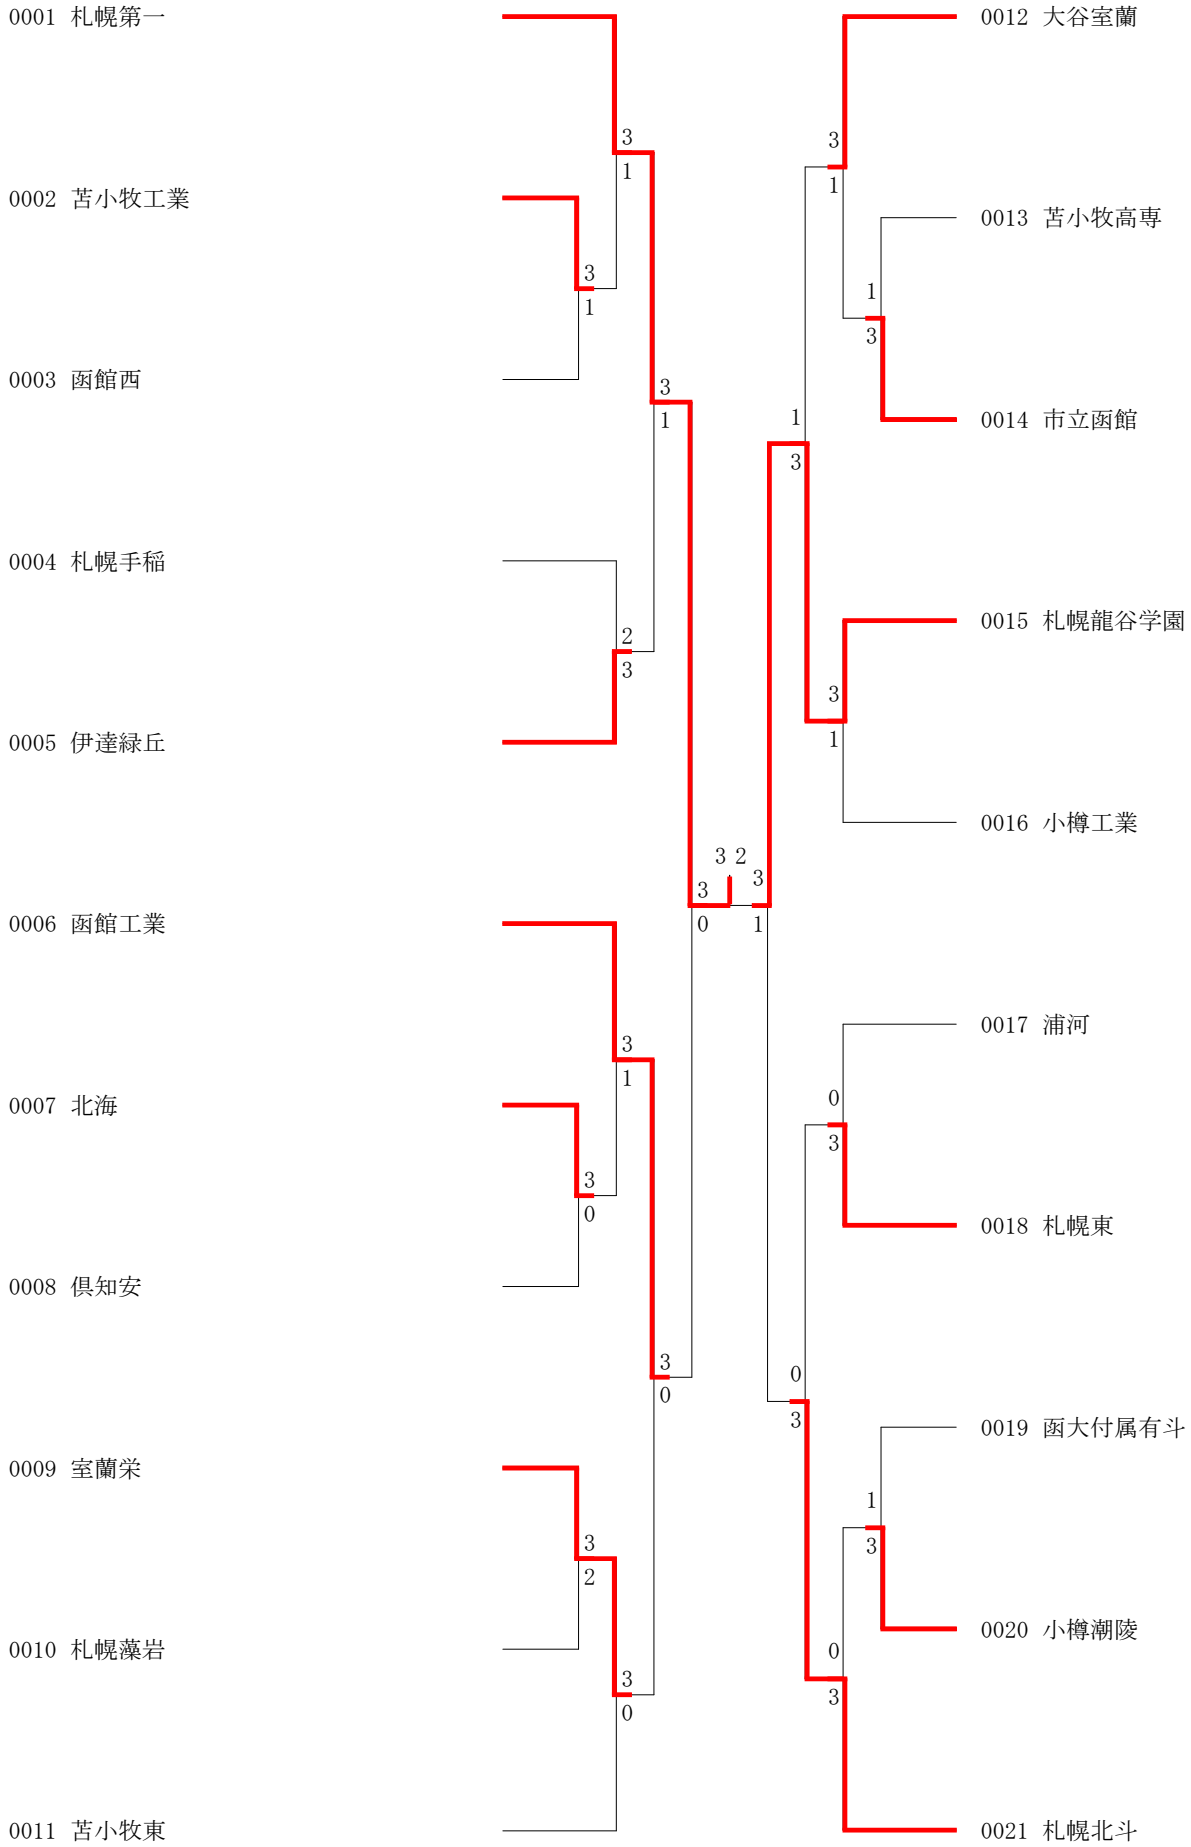 0001 札幌第一
3
1
0002 苫小牧工業
3
1
0003 函館西
3
1
0004 札幌手稲
2
3
0005 伊達緑丘
3 2
3
0
0006 函館工業
3
1
0007 北海
3
0
0008 倶知安
3
0
0009 室蘭栄
3
2
0010 札幌藻岩
3
0
0011 苫小牧東
0012 大谷室蘭
3
1
0013 苫小牧高専
1
3
0014 市立函館
1
3
0015 札幌龍谷学園
3
1
0016 小樽工業
3
1
0017 浦河
0
3
0018 札幌東
0
3
0019 函大付属有斗
1
3
0020 小樽潮陵
0
3
0021 札幌北斗